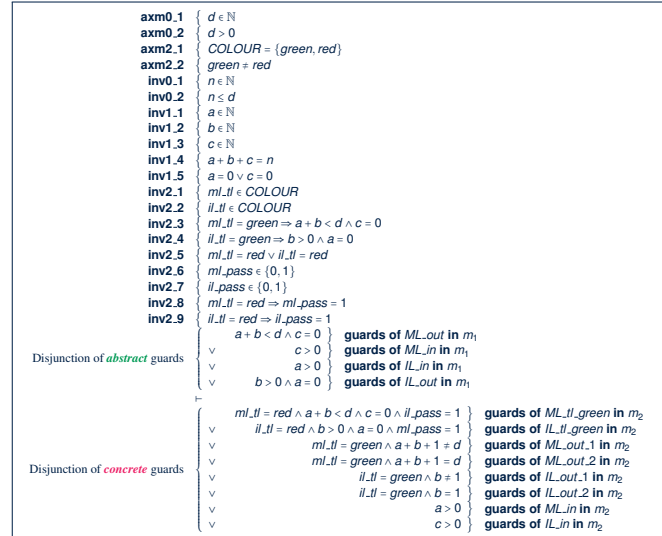 axm0_1 { d ∈ ℕ
axm0_2 { d > 0
axm2_1 { COLOUR = {green, red}
axm2_2 { green ≠ red
inv0_1 { n ∈ ℕ
inv0_2 { n ≤ d
inv1_1 { a ∈ ℕ
inv1_2 { b ∈ ℕ
inv1_3 { c ∈ ℕ
inv1_4 { a + b + c = n
inv1_5 { a = 0 ∨ c = 0
inv2_1 { ml_tl ∈ COLOUR
inv2_2 { il_tl ∈ COLOUR
inv2_3 { ml_tl = green ⇒ a + b < d ∧ c = 0
inv2_4 { il_tl = green ⇒ b > 0 ∧ a = 0
inv2_5 { ml_tl = red ∨ il_tl = red
inv2_6 { ml_pass ∈ {0, 1}
inv2_7 { il_pass ∈ {0, 1}
inv2_8 { ml_tl = red ⇒ ml_pass = 1
inv2_9 { il_tl = red ⇒ il_pass = 1
Disjunction of abstract guards
{ a + b < d ∧ c = 0 } guards of ML_out in m₁
∨ c > 0 } guards of ML_in in m₁
∨ a > 0 } guards of IL_in in m₁
∨ b > 0 ∧ a = 0 } guards of IL_out in m₁
⊢
Disjunction of concrete guards
{ ml_tl = red ∧ a + b < d ∧ c = 0 ∧ il_pass = 1 } guards of ML_tl_green in m₂
∨ il_tl = red ∧ b > 0 ∧ a = 0 ∧ ml_pass = 1 } guards of IL_tl_green in m₂
∨ ml_tl = green ∧ a + b + 1 ≠ d } guards of ML_out_1 in m₂
∨ ml_tl = green ∧ a + b + 1 = d } guards of ML_out_2 in m₂
∨ il_tl = green ∧ b ≠ 1 } guards of IL_out_1 in m₂
∨ il_tl = green ∧ b = 1 } guards of IL_out_2 in m₂
∨ a > 0 } guards of ML_in in m₂
∨ c > 0 } guards of IL_in in m₂